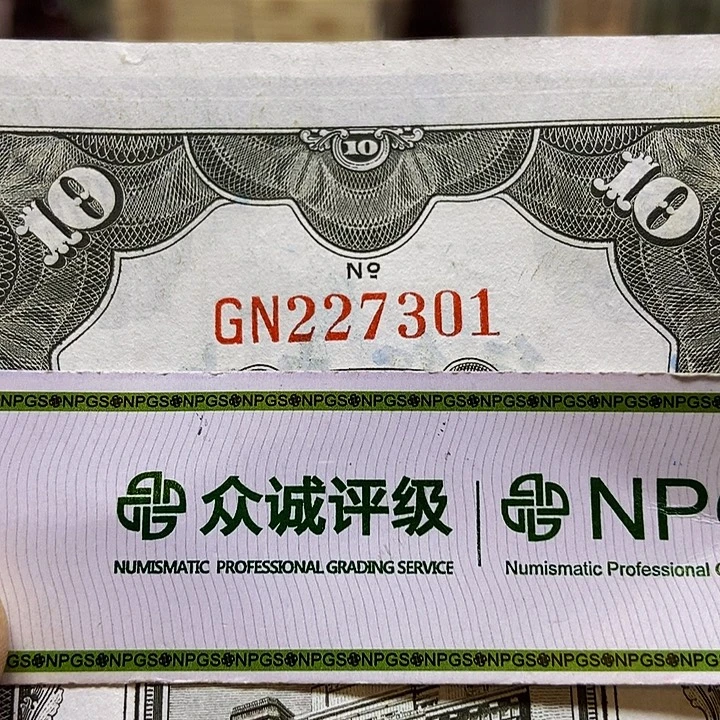 10
10
10
Nº
GN227301
NPGS NPGS NPGS NPGS NPGS NPGS NPGS NPGS NPGS NPGS NPGS NPGS
众诚评级 NPG
NUMISMATIC PROFESSIONAL GRADING SERVICE Numismatic Professional
GS NPGS NPGS NPGS NPGS NPGS NPGS NPGS NPGS NPGS NPGS NPGS